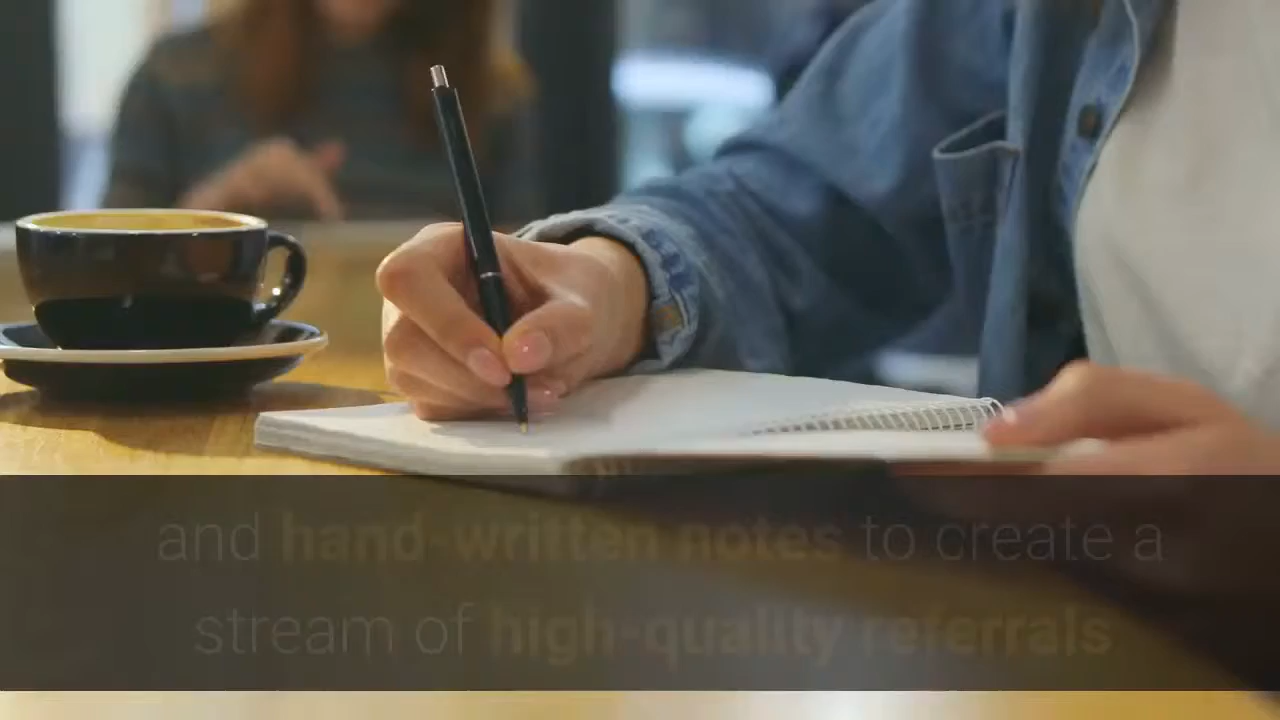 and hand-written notes to create a
stream of high-quality referrals